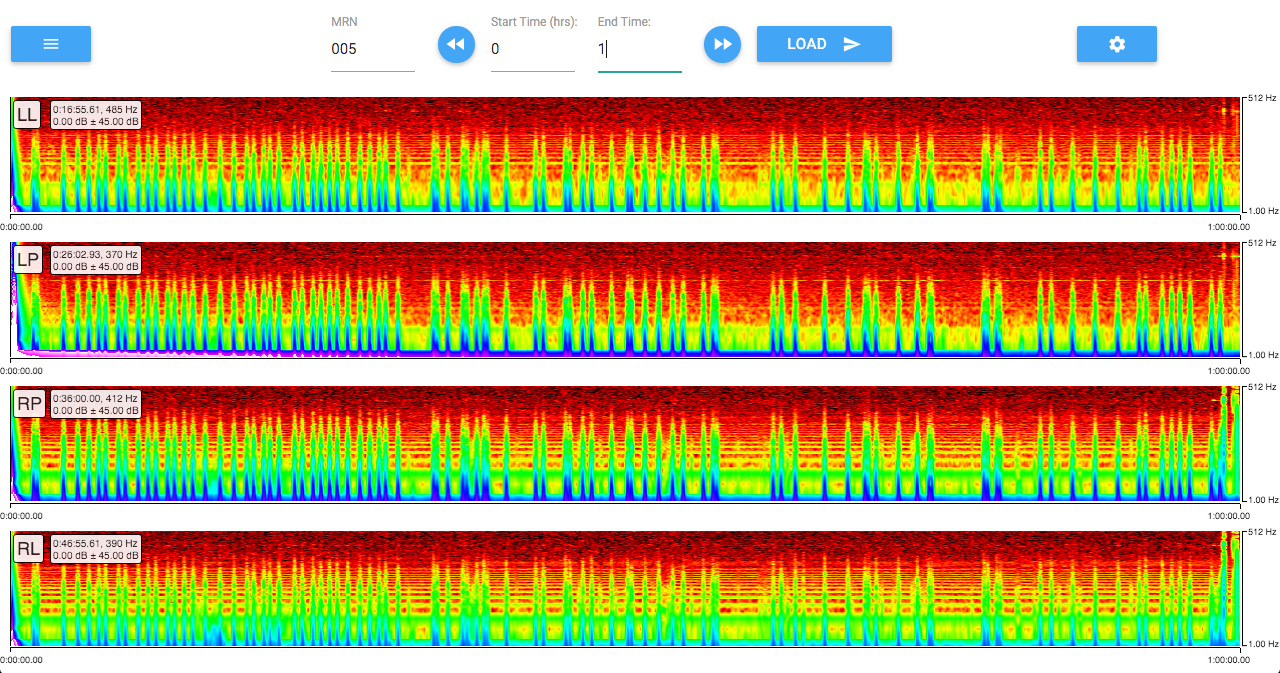 MRN
005
Start Time (hrs):
0
End Time:
1
LOAD
LL
0:16:55.61, 485 Hz
0.00 dB ± 45.00 dB
512 Hz
1.00 Hz
0:00:00.00
1:00:00.00
LP
0:26:02.93, 370 Hz
0.00 dB ± 45.00 dB
512 Hz
1.00 Hz
0:00:00.00
1:00:00.00
RP
0:36:00.00, 412 Hz
0.00 dB ± 45.00 dB
512 Hz
1.00 Hz
0:00:00.00
1:00:00.00
RL
0:46:55.61, 390 Hz
0.00 dB ± 45.00 dB
512 Hz
1.00 Hz
0:00:00.00
1:00:00.00